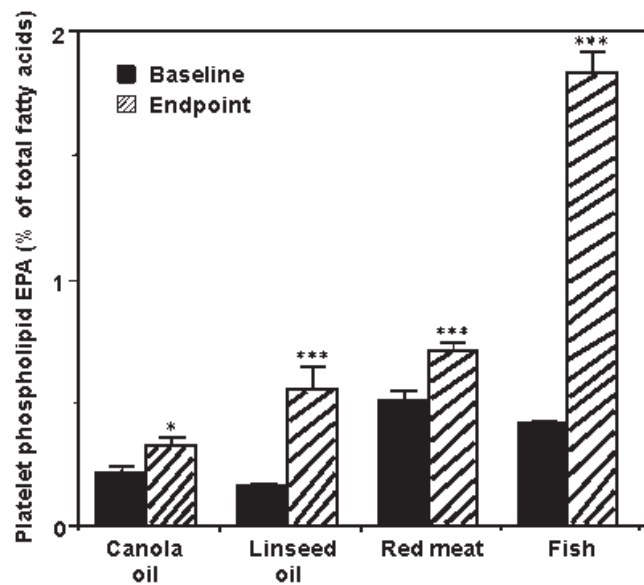 Platelet phospholipid EPA (% of total fatty acids)
2
1
0
Baseline
Endpoint
*
***
***
***
Canola
oil
Linseed
oil
Red meat
Fish